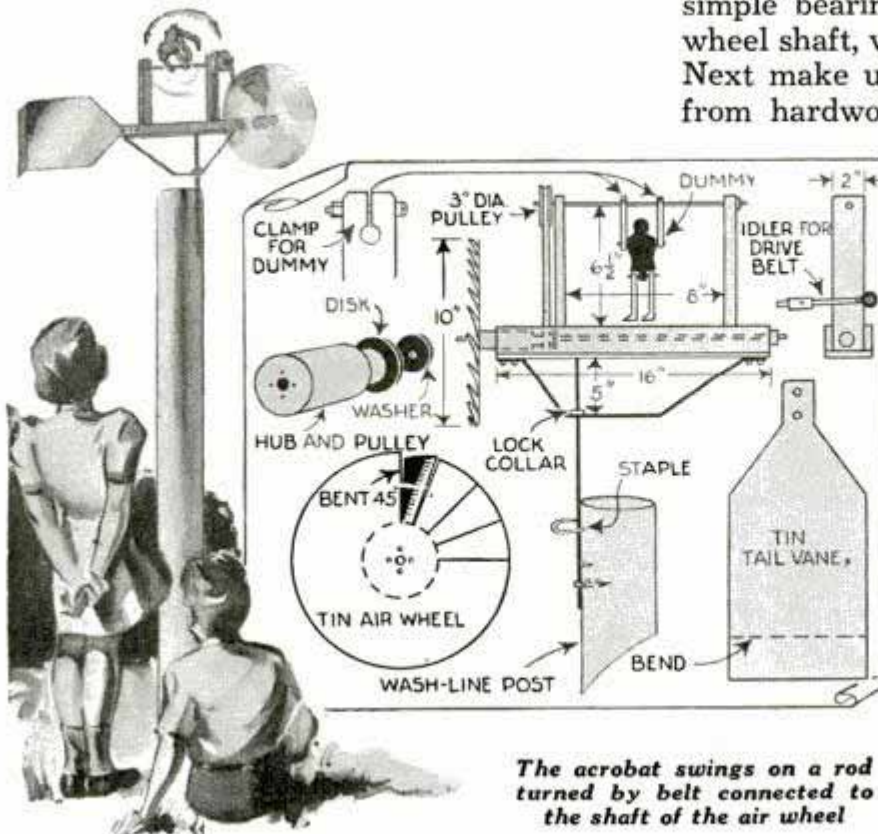 simple bearin
wheel shaft, v
Next make u
from hardwo
CLAMP
FOR
DUMMY
3" DIA.
PULLEY
DUMMY
2"
IDLER FOR
DRIVE
BELT
6 1/2"
8"
10"
DISK
WASHER
HUB AND PULLEY
16"
5"
LOCK
COLLAR
STAPLE
BENT 45°
TIN AIR WHEEL
TIN
TAIL VANE
WASH-LINE POST
BEND
The acrobat swings on a rod
turned by belt connected to
the shaft of the air wheel